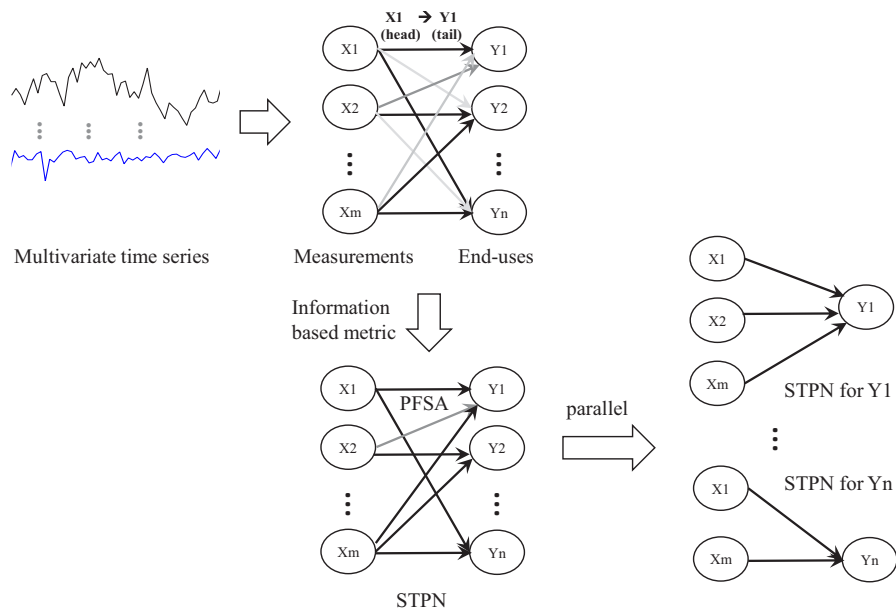 X1 → Y1
(head) (tail)
X1
Y1
X2
Y2
Xm
Yn
Multivariate time series
Measurements
End-uses
Information
based metric
X1
Y1
PFSA
X2
Y2
Xm
Yn
STPN
parallel
X1
X2
Y1
Xm
STPN for Y1
STPN for Yn
X1
Xm
Yn